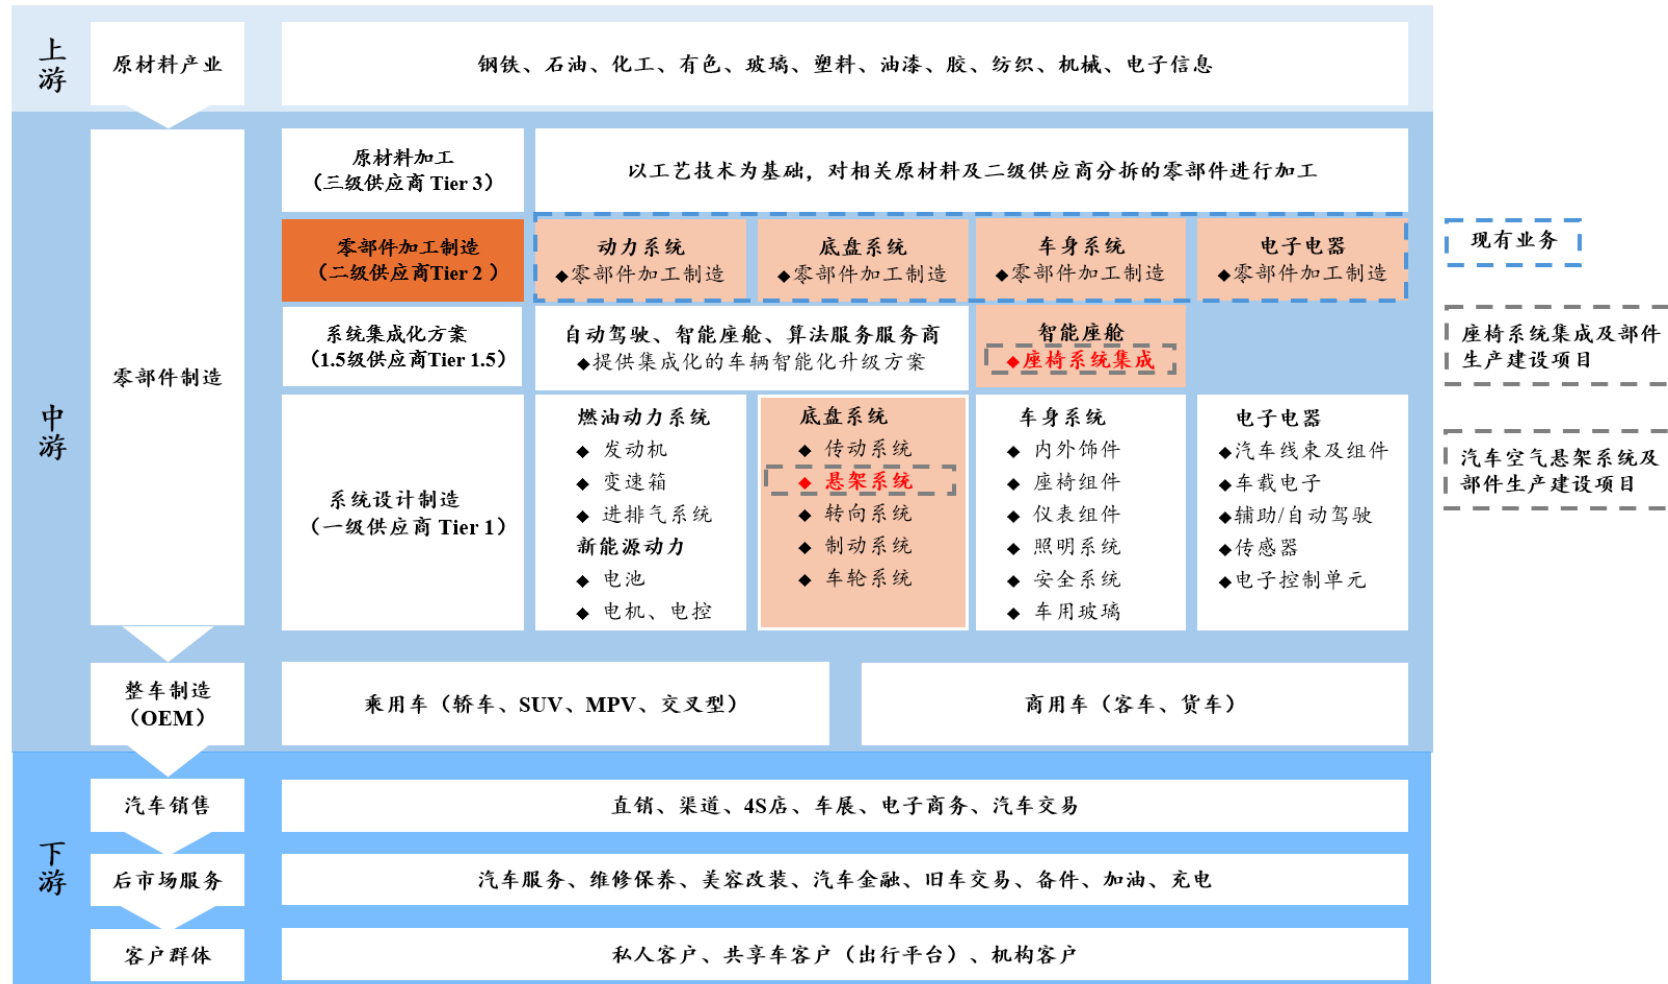 上游
原材料产业
钢铁、石油、化工、有色、玻璃、塑料、油漆、胶、纺织、机械、电子信息
中游
零部件制造
原材料加工
（三级供应商 Tier 3）
以工艺技术为基础，对相关原材料及二级供应商分拆的零部件进行加工
零部件加工制造
（二级供应商Tier 2 ）
动力系统
◆零部件加工制造
底盘系统
◆零部件加工制造
车身系统
◆零部件加工制造
电子电器
◆零部件加工制造
系统集成化方案
（1.5级供应商Tier 1.5）
自动驾驶、智能座舱、算法服务服务商
◆提供集成化的车辆智能化升级方案
智能座舱
◆座椅系统集成
系统设计制造
（一级供应商 Tier 1）
燃油动力系统
◆ 发动机
◆ 变速箱
◆ 进排气系统
新能源动力
◆ 电池
◆ 电机、电控
底盘系统
◆ 传动系统
◆ 悬架系统
◆ 转向系统
◆ 制动系统
◆ 车轮系统
车身系统
◆ 内外饰件
◆ 座椅组件
◆ 仪表组件
◆ 照明系统
◆ 安全系统
◆ 车用玻璃
电子电器
◆汽车线束及组件
◆车载电子
◆辅助/自动驾驶
◆传感器
◆电子控制单元
整车制造
（OEM）
乘用车（轿车、SUV、MPV、交叉型）
商用车（客车、货车）
下游
汽车销售
直销、渠道、4S店、车展、电子商务、汽车交易
后市场服务
汽车服务、维修保养、美容改装、汽车金融、旧车交易、备件、加油、充电
客户群体
私人客户、共享车客户（出行平台）、机构客户
现有业务
座椅系统集成及部件
生产建设项目
汽车空气悬架系统及
部件生产建设项目